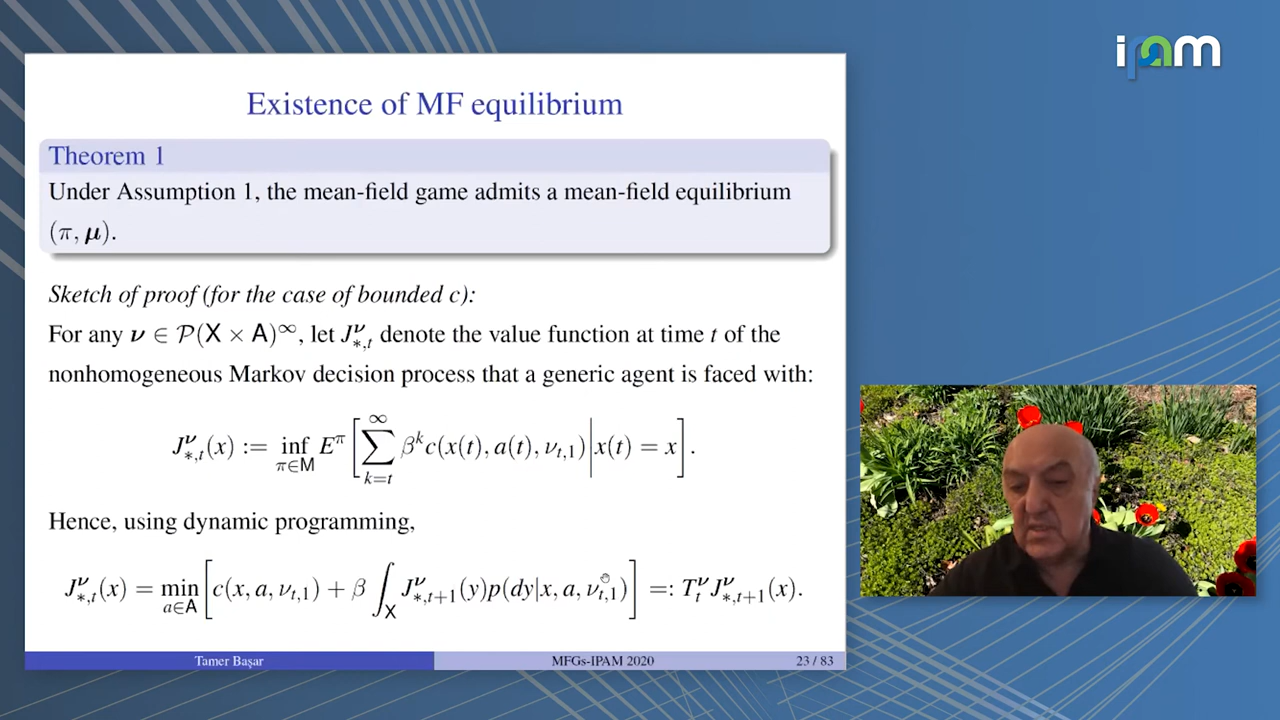 ipam
Existence of MF equilibrium
Theorem 1
Under Assumption 1, the mean-field game admits a mean-field equilibrium
(π, μ).
Sketch of proof (for the case of bounded c):
For any ν ∈ P(X × A)^∞, let J^ν_{*,t} denote the value function at time t of the
nonhomogeneous Markov decision process that a generic agent is faced with:
J^ν_{*,t}(x) := inf_{π∈M} E^π [ ∑_{k=t}^{∞} β^k c(x(t), a(t), ν_{t,1}) | x(t) = x ].
Hence, using dynamic programming,
J^ν_{*,t}(x) = min_{a∈A} [ c(x, a, ν_{t,1}) + β ∫_X J^ν_{*,t+1}(y)p(dy|x, a, ν_{t,1}) ] =: T^ν_t J^ν_{*,t+1}(x).
Tamer Başar MFGs-IPAM 2020 23 / 83